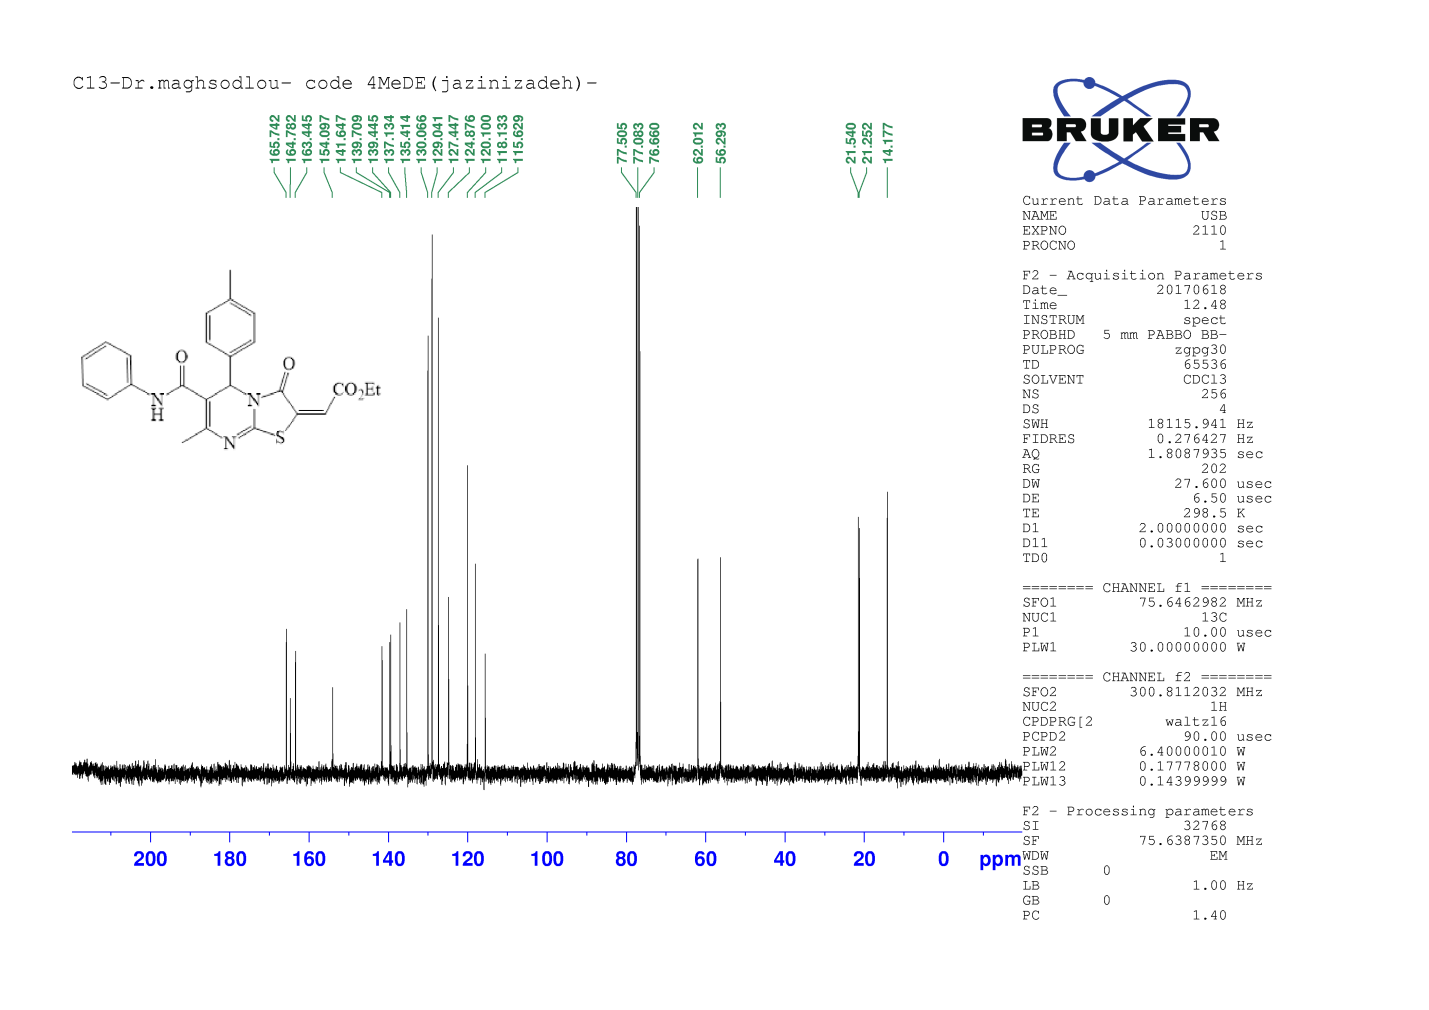 C13-Dr.maghsodlou- code 4MeDE(jazinizadeh)-
165.742
164.782
163.445
154.097
141.647
139.709
139.445
137.134
135.414
130.066
129.041
127.447
124.876
120.100
118.133
115.629
77.505
77.083
76.660
62.012
56.293
21.540
21.252
14.177
O
N
H
N
O
CO2Et
N
S
200 180 160 140 120 100 80 60 40 20 0 ppm
BRUKER
Current Data Parameters
NAME USB
EXPNO 2110
PROCNO 1
F2 - Acquisition Parameters
Date_ 20170618
Time 12.48
INSTRUM spect
PROBHD 5 mm PABBO BB-
PULPROG zgpg30
TD 65536
SOLVENT CDCl3
NS 256
DS 4
SWH 18115.941 Hz
FIDRES 0.276427 Hz
AQ 1.8087935 sec
RG 202
DW 27.600 usec
DE 6.50 usec
TE 298.5 K
D1 2.00000000 sec
D11 0.03000000 sec
TD0 1
======== CHANNEL f1 ========
SFO1 75.6462982 MHz
NUC1 13C
P1 10.00 usec
PLW1 30.00000000 W
======== CHANNEL f2 ========
SFO2 300.8112032 MHz
NUC2 1H
CPDPRG[2 waltz16
PCPD2 90.00 usec
PLW2 6.40000010 W
PLW12 0.17778000 W
PLW13 0.14399999 W
F2 - Processing parameters
SI 32768
SF 75.6387350 MHz
WDW EM
SSB 0
LB 1.00 Hz
GB 0
PC 1.40